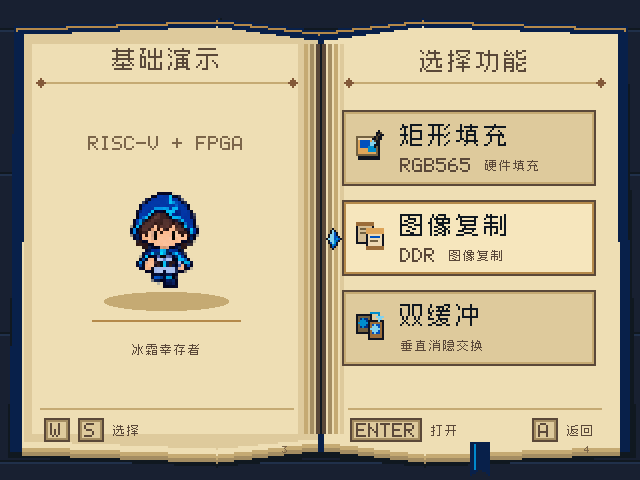 基础演示
RISC-V + FPGA
冰霜幸存者
W S 选择
3
选择功能
矩形填充
RGB565 硬件填充
图像复制
DDR 图像复制
双缓冲
垂直消隐交换
ENTER 打开 A 返回
4